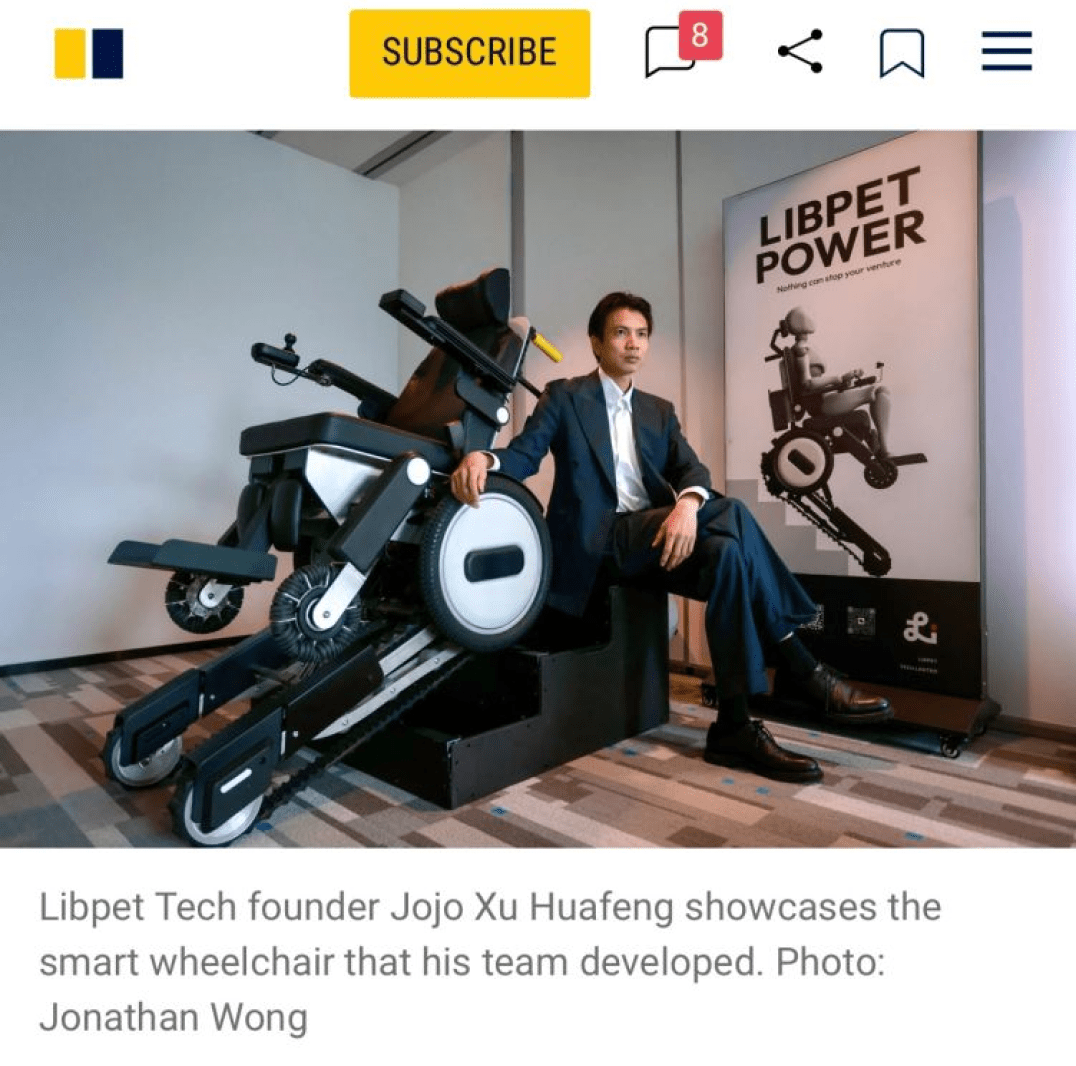 SUBSCRIBE
8
LIBPET
POWER
Nothing can stop your venture
Libpet Tech founder Jojo Xu Huafeng showcases the
smart wheelchair that his team developed. Photo:
Jonathan Wong